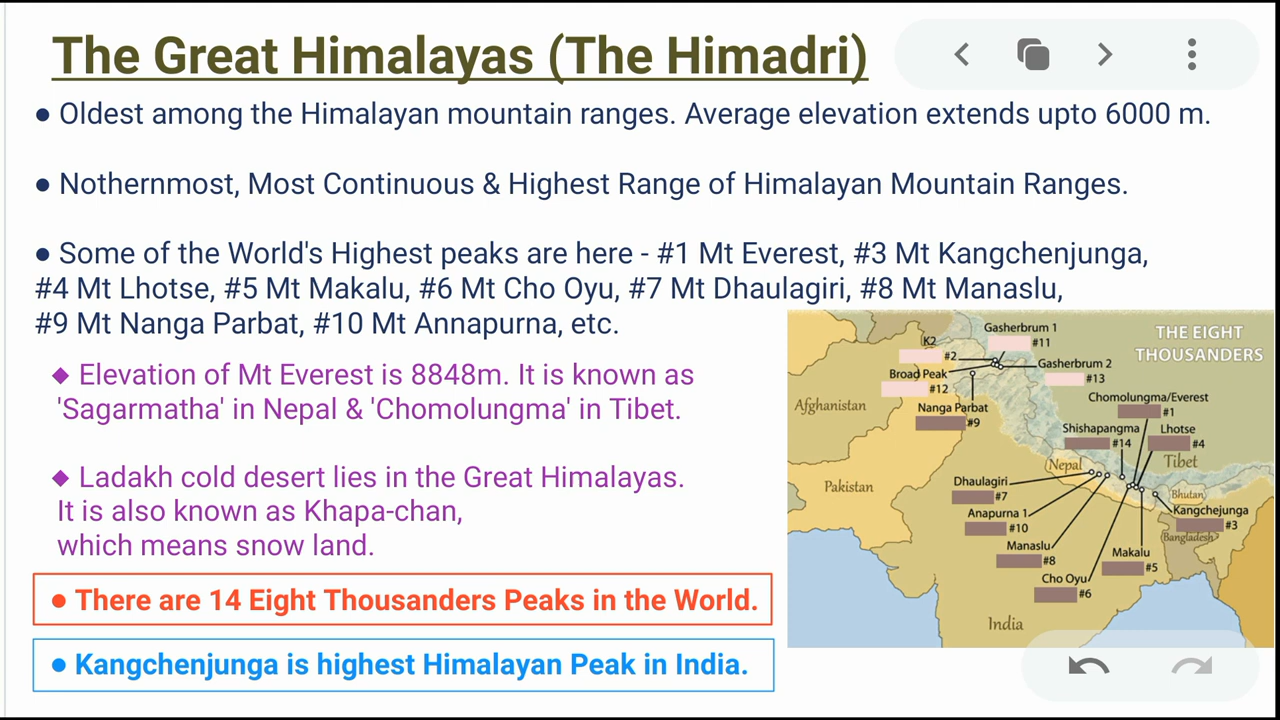 The Great Himalayas (The Himadri)
● Oldest among the Himalayan mountain ranges. Average elevation extends upto 6000 m.
● Nothernmost, Most Continuous & Highest Range of Himalayan Mountain Ranges.
● Some of the World's Highest peaks are here - #1 Mt Everest, #3 Mt Kangchenjunga,
#4 Mt Lhotse, #5 Mt Makalu, #6 Mt Cho Oyu, #7 Mt Dhaulagiri, #8 Mt Manaslu,
#9 Mt Nanga Parbat, #10 Mt Annapurna, etc.
◆ Elevation of Mt Everest is 8848m. It is known as
'Sagarmatha' in Nepal & 'Chomolungma' in Tibet.
◆ Ladakh cold desert lies in the Great Himalayas.
It is also known as Khapa-chan,
which means snow land.
● There are 14 Eight Thousanders Peaks in the World.
● Kangchenjunga is highest Himalayan Peak in India.
THE EIGHT
THOUSANDERS
Gasherbrum 1
#11
K2
#2
Gasherbrum 2
#13
Broad Peak
#12
Nanga Parbat
#9
Afghanistan
Chomolungma/Everest
#1
Shishapangma
#14
Lhotse
#4
Tibet
Nepal
Pakistan
Dhaulagiri
#7
Bhutan
Anapurna 1
#10
Kangchejunga
#3
Bangladesh
Manaslu
#8
Makalu
#5
Cho Oyu
#6
India